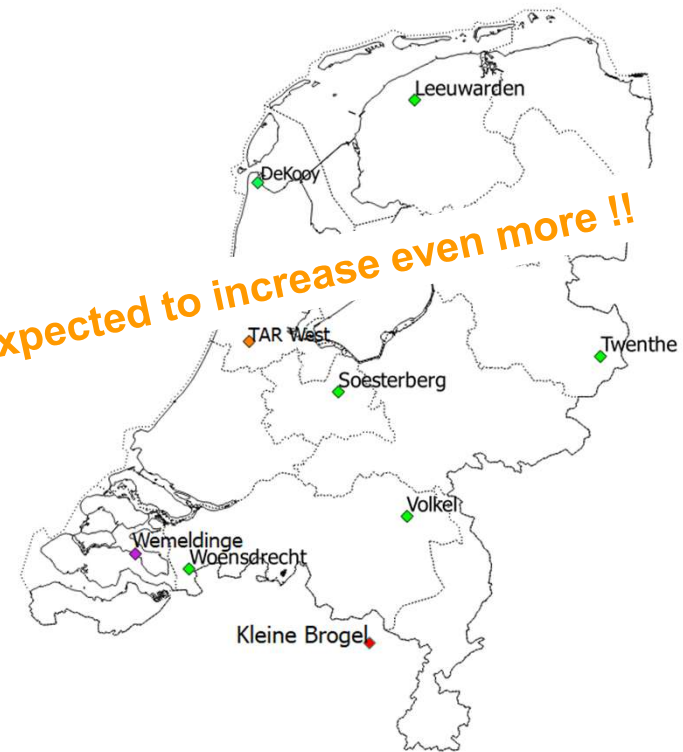 Leeuwarden
DeKooy
xpected to increase even more !!
TAR West
Twenthe
Soesterberg
Volkel
Wemeldinge
Woensdrecht
Kleine Brogel